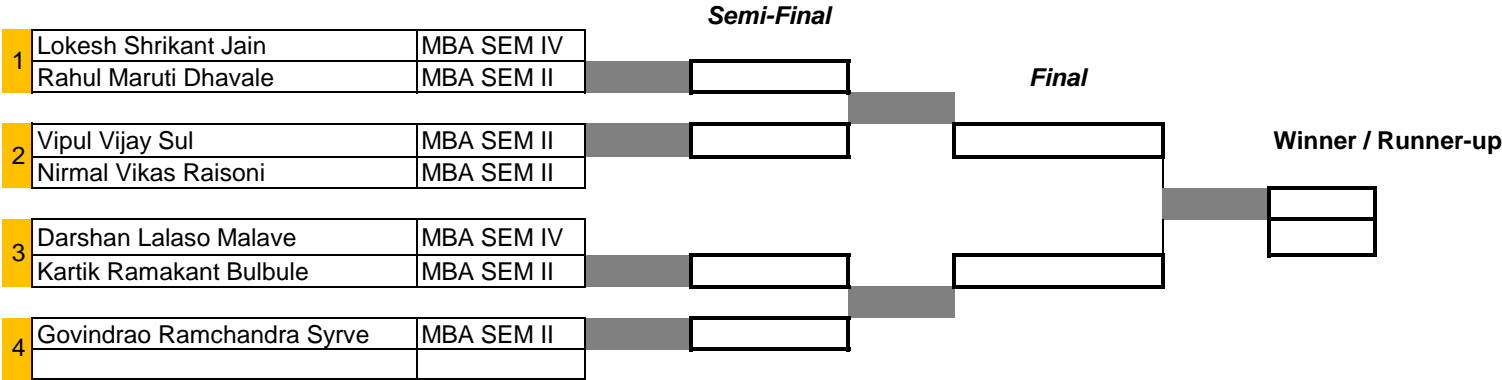 Semi-Final
1 Lokesh Shrikant Jain MBA SEM IV
Rahul Maruti Dhavale MBA SEM II
Final
2 Vipul Vijay Sul MBA SEM II
Nirmal Vikas Raisoni MBA SEM II
Winner / Runner-up
3 Darshan Lalaso Malave MBA SEM IV
Kartik Ramakant Bulbule MBA SEM II
4 Govindrao Ramchandra Syrve MBA SEM II